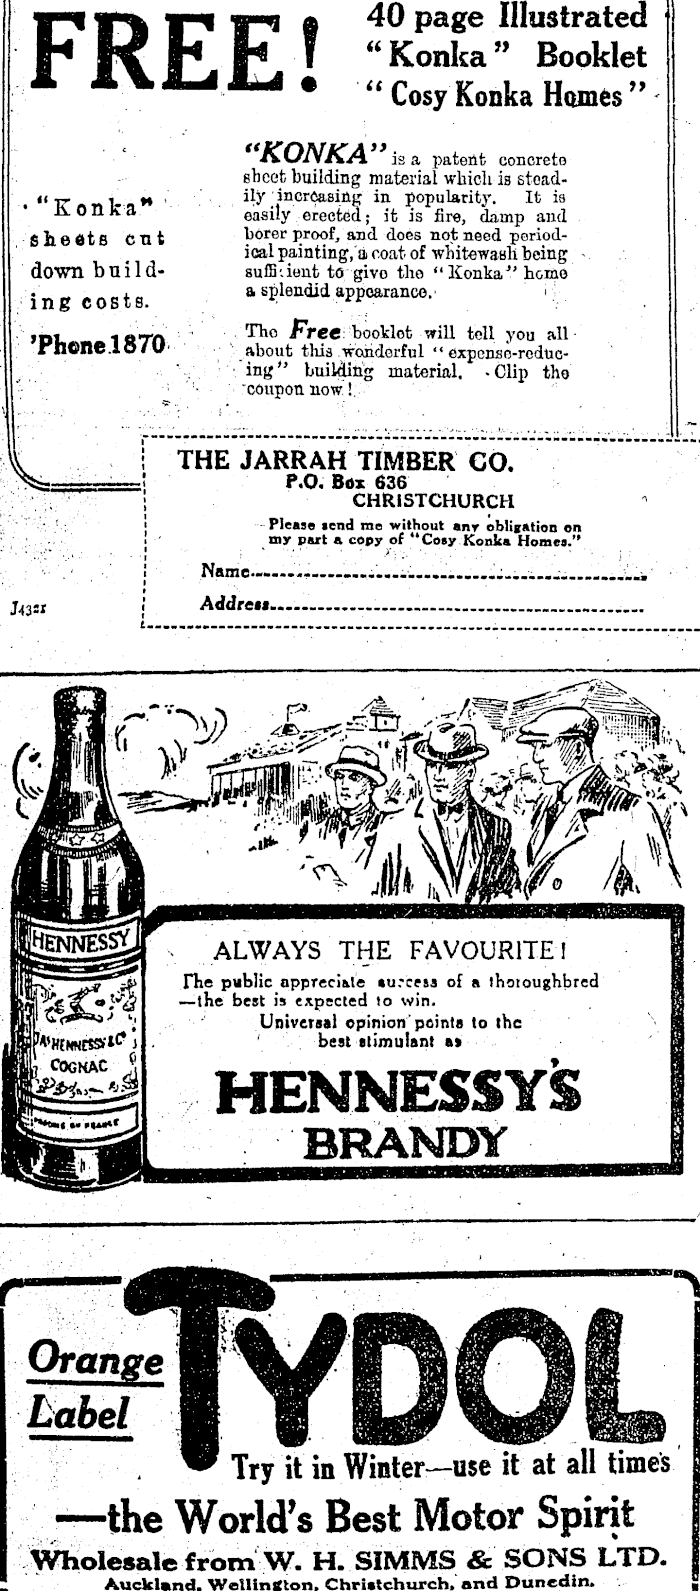 FREE!
40 page Illustrated
"Konka" Booklet
"Cosy Konka Homes"
"Konka"
sheets cut
down build-
ing costs.
'Phone 1870
"KONKA" is a patent concrete
sheet building material which is stead-
ily increasing in popularity. It is
easily erected; it is fire, damp and
borer proof, and does not need period-
ical painting, a coat of whitewash being
sufficient to give the "Konka" home
a splendid appearance.
The Free booklet will tell you all
about this wonderful "expense-reduc-
ing" building material. Clip the
coupon now!
THE JARRAH TIMBER CO.
P.O. Box 636
CHRISTCHURCH
Please send me without any obligation on
my part a copy of "Cosy Konka Homes."
Name
Address
HENNESSY
JAS HENNESSY & Co
COGNAC
ALWAYS THE FAVOURITE!
The public appreciate success of a thoroughbred
—the best is expected to win.
Universal opinion points to the
best stimulant as
HENNESSY'S
BRANDY
Orange
Label
TYDOL
Try it in Winter—use it at all time's
—the World's Best Motor Spirit
Wholesale from W. H. SIMMS & SONS LTD.
Auckland, Wellington, Christchurch, and Dunedin.